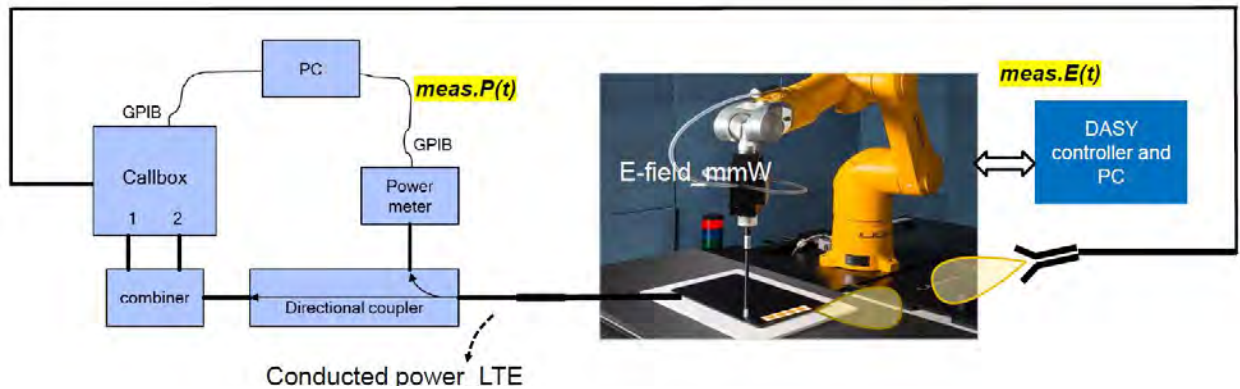 PC
meas.P(t)
meas.E(t)
GPIB
GPIB
DASY
controller and
PC
Callbox
1 2
Power
meter
E-field_mmW
combiner
Directional coupler
Conducted power_LTE